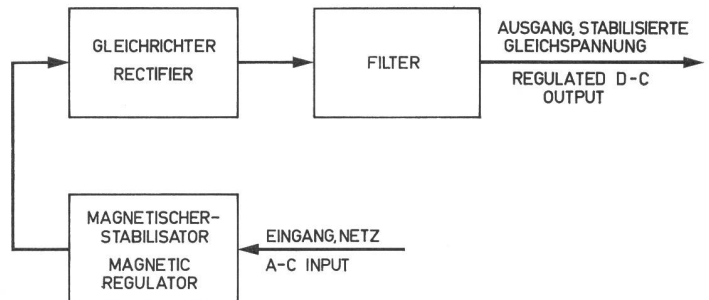 GLEICHRICHTER
RECTIFIER
FILTER
AUSGANG, STABILISIERTE
GLEICHSPANNUNG
REGULATED D-C
OUTPUT
MAGNETISCHER-
STABILISATOR
MAGNETIC
REGULATOR
EINGANG, NETZ
A-C INPUT